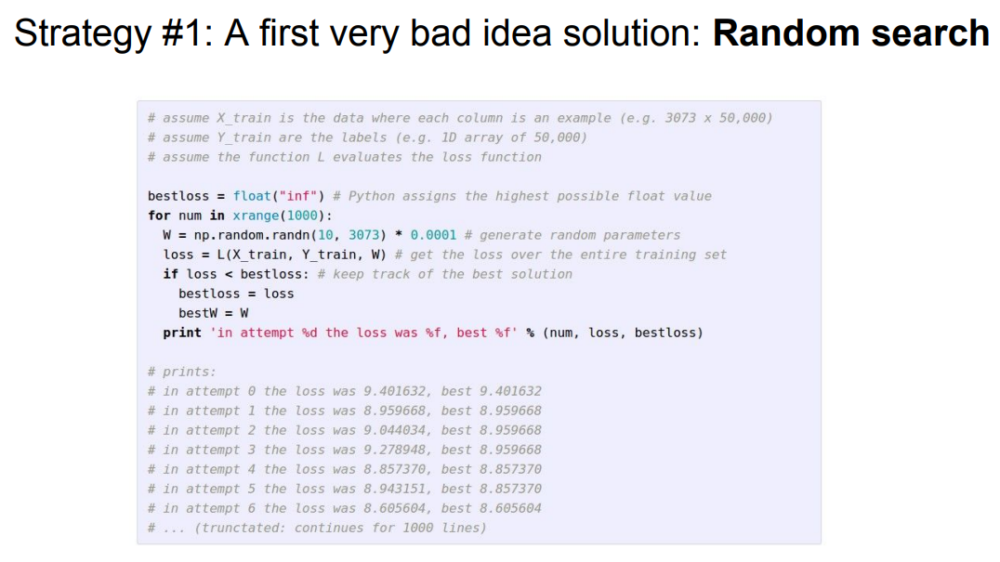 Strategy #1: A first very bad idea solution: Random search
# assume X_train is the data where each column is an example (e.g. 3073 x 50,000)
# assume Y_train are the labels (e.g. 1D array of 50,000)
# assume the function L evaluates the loss function
bestloss = float("inf") # Python assigns the highest possible float value
for num in xrange(1000):
  W = np.random.randn(10, 3073) * 0.0001 # generate random parameters
  loss = L(X_train, Y_train, W) # get the loss over the entire training set
  if loss < bestloss: # keep track of the best solution
    bestloss = loss
    bestW = W
  print 'in attempt %d the loss was %f, best %f' % (num, loss, bestloss)
# prints:
# in attempt 0 the loss was 9.401632, best 9.401632
# in attempt 1 the loss was 8.959668, best 8.959668
# in attempt 2 the loss was 9.044034, best 8.959668
# in attempt 3 the loss was 9.278948, best 8.959668
# in attempt 4 the loss was 8.857370, best 8.857370
# in attempt 5 the loss was 8.943151, best 8.857370
# in attempt 6 the loss was 8.605604, best 8.605604
# ... (trunctated: continues for 1000 lines)